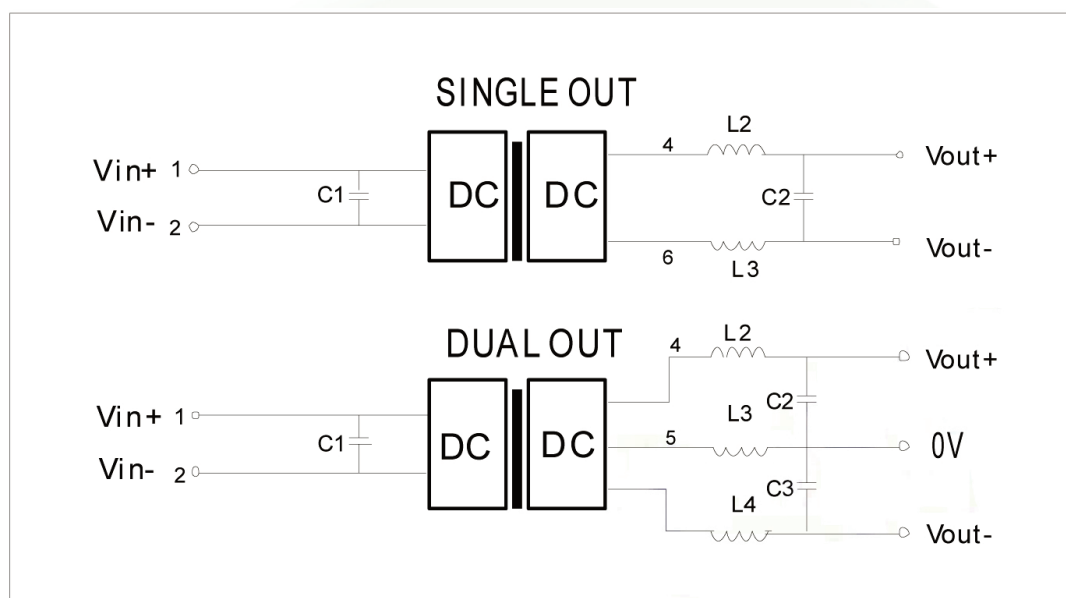 SINGLE OUT
Vin+ 1
C1
Vin- 2
DC
DC
4
L2
Vout+
C2
6
L3
Vout-
DUAL OUT
Vin+ 1
C1
Vin- 2
DC
DC
4
L2
Vout+
C2
5
L3
0V
C3
L4
Vout-